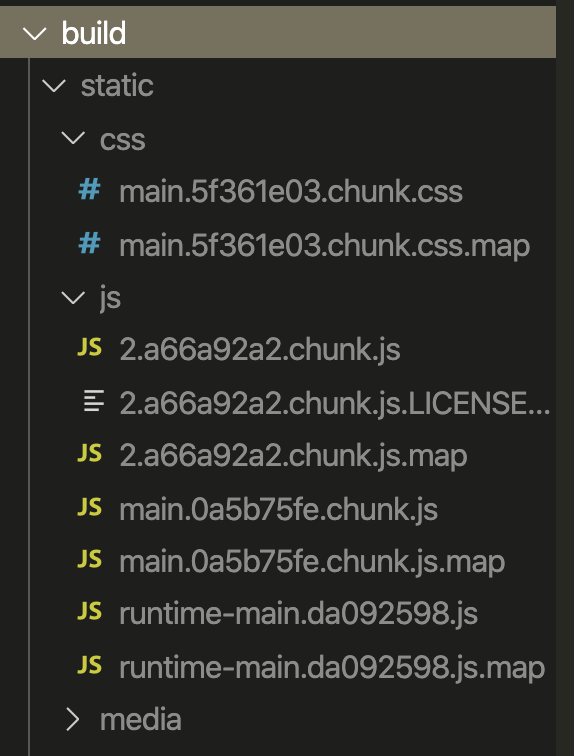 build
static
css
# main.5f361e03.chunk.css
# main.5f361e03.chunk.css.map
js
JS 2.a66a92a2.chunk.js
2.a66a92a2.chunk.js.LICENSE...
JS 2.a66a92a2.chunk.js.map
JS main.0a5b75fe.chunk.js
JS main.0a5b75fe.chunk.js.map
JS runtime-main.da092598.js
JS runtime-main.da092598.js.map
media